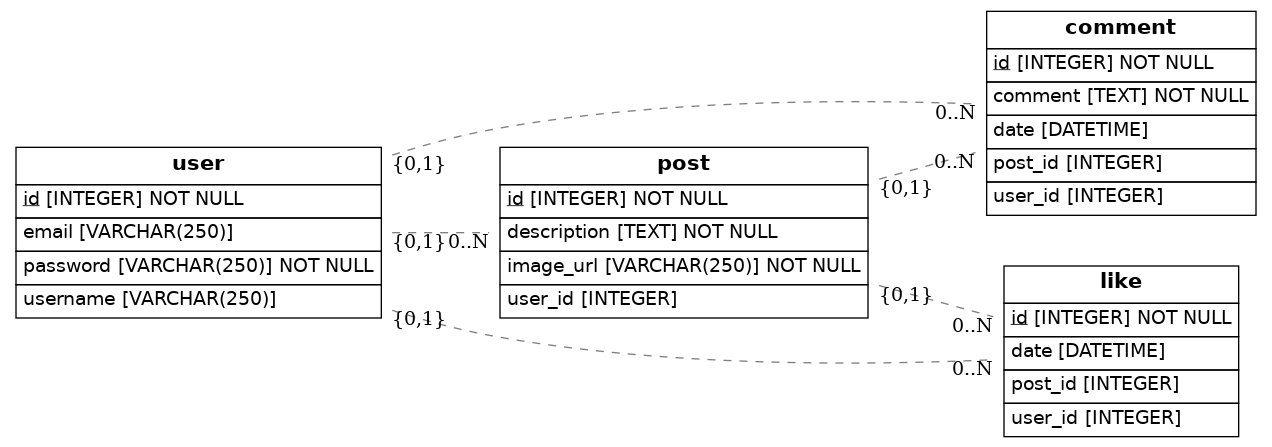 user
id [INTEGER] NOT NULL
email [VARCHAR(250)]
password [VARCHAR(250)] NOT NULL
username [VARCHAR(250)]
post
id [INTEGER] NOT NULL
description [TEXT] NOT NULL
image_url [VARCHAR(250)] NOT NULL
user_id [INTEGER]
comment
id [INTEGER] NOT NULL
comment [TEXT] NOT NULL
date [DATETIME]
post_id [INTEGER]
user_id [INTEGER]
like
id [INTEGER] NOT NULL
date [DATETIME]
post_id [INTEGER]
user_id [INTEGER]
{0,1}
0..N
{0,1}
0..N
{0,1}
0..N
{0,1}
0..N
{0,1}
0..N